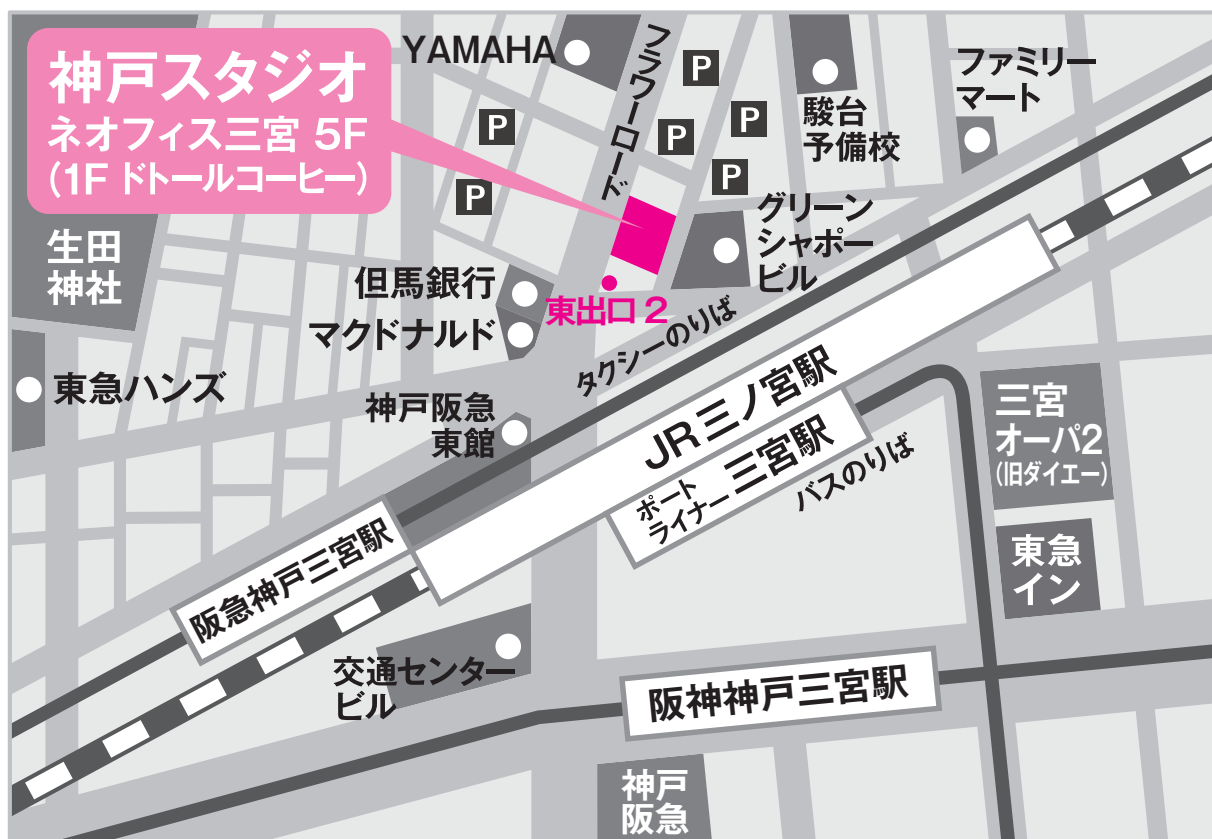 神戸スタジオ
ネオフィス三宮 5F
(1F ドトールコーヒー)
YAMAHA
フラワーロード
P
P
P
P
P
P
駿台
予備校
ファミリー
マート
生田
神社
グリーン
シャポー
ビル
但馬銀行
マクドナルド
東出口 2
タクシーのりば
東急ハンズ
神戸阪急
東館
JR三ノ宮駅
ポート
ライナー三宮駅
バスのりば
三宮
オーパ2
(旧ダイエー)
東急
イン
阪急神戸三宮駅
交通センター
ビル
阪神神戸三宮駅
神戸
阪急